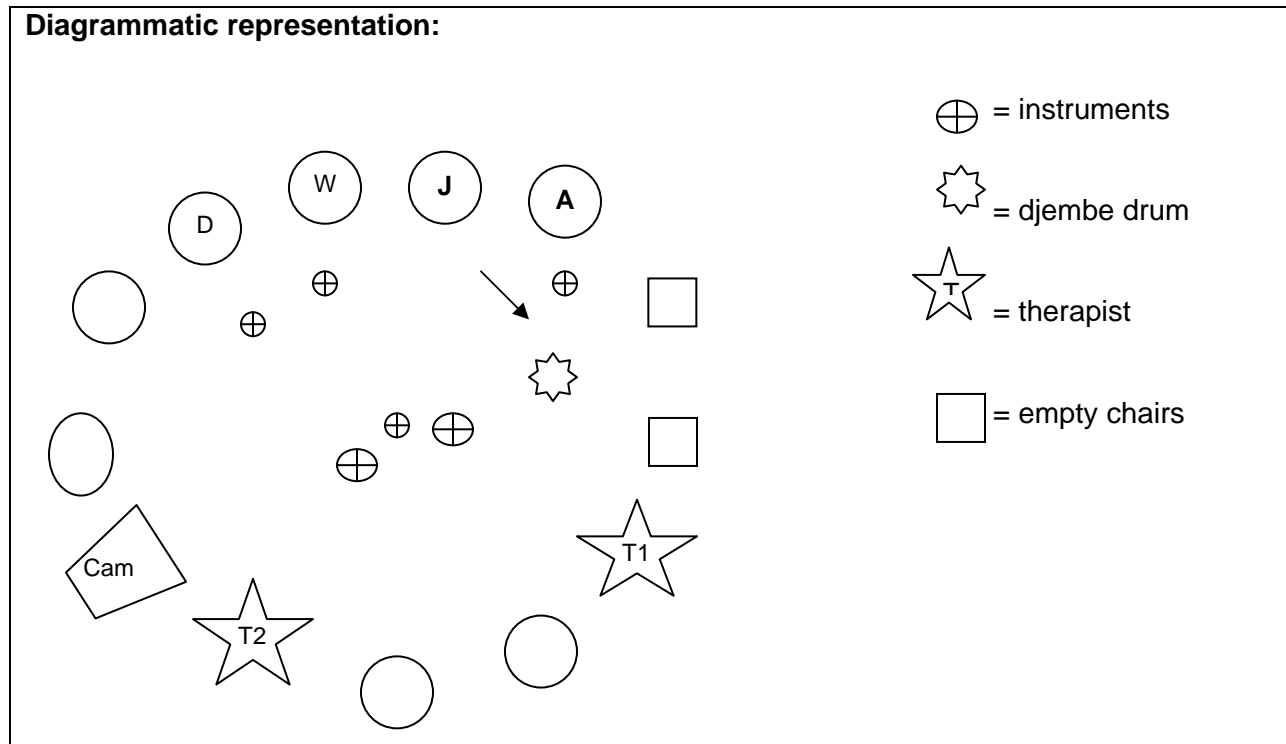 Diagrammatic representation:
= instruments
W
J
A
D
= djembe drum
T
= therapist
= empty chairs
T1
Cam
T2